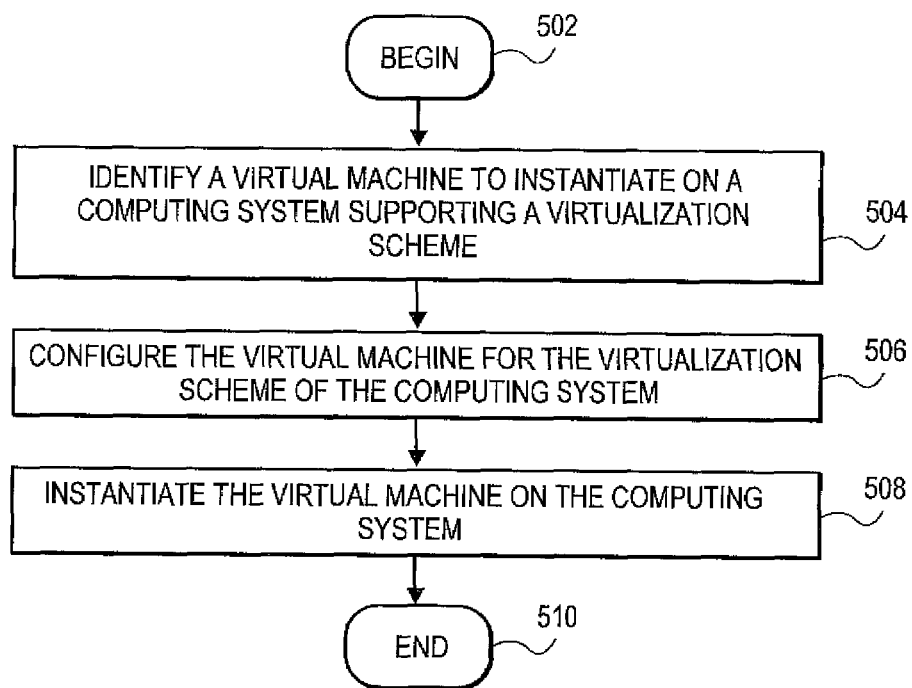 502
BEGIN
IDENTIFY A VIRTUAL MACHINE TO INSTANTIATE ON A
COMPUTING SYSTEM SUPPORTING A VIRTUALIZATION
SCHEME
504
CONFIGURE THE VIRTUAL MACHINE FOR THE VIRTUALIZATION
SCHEME OF THE COMPUTING SYSTEM
506
INSTANTIATE THE VIRTUAL MACHINE ON THE COMPUTING
SYSTEM
508
END
510